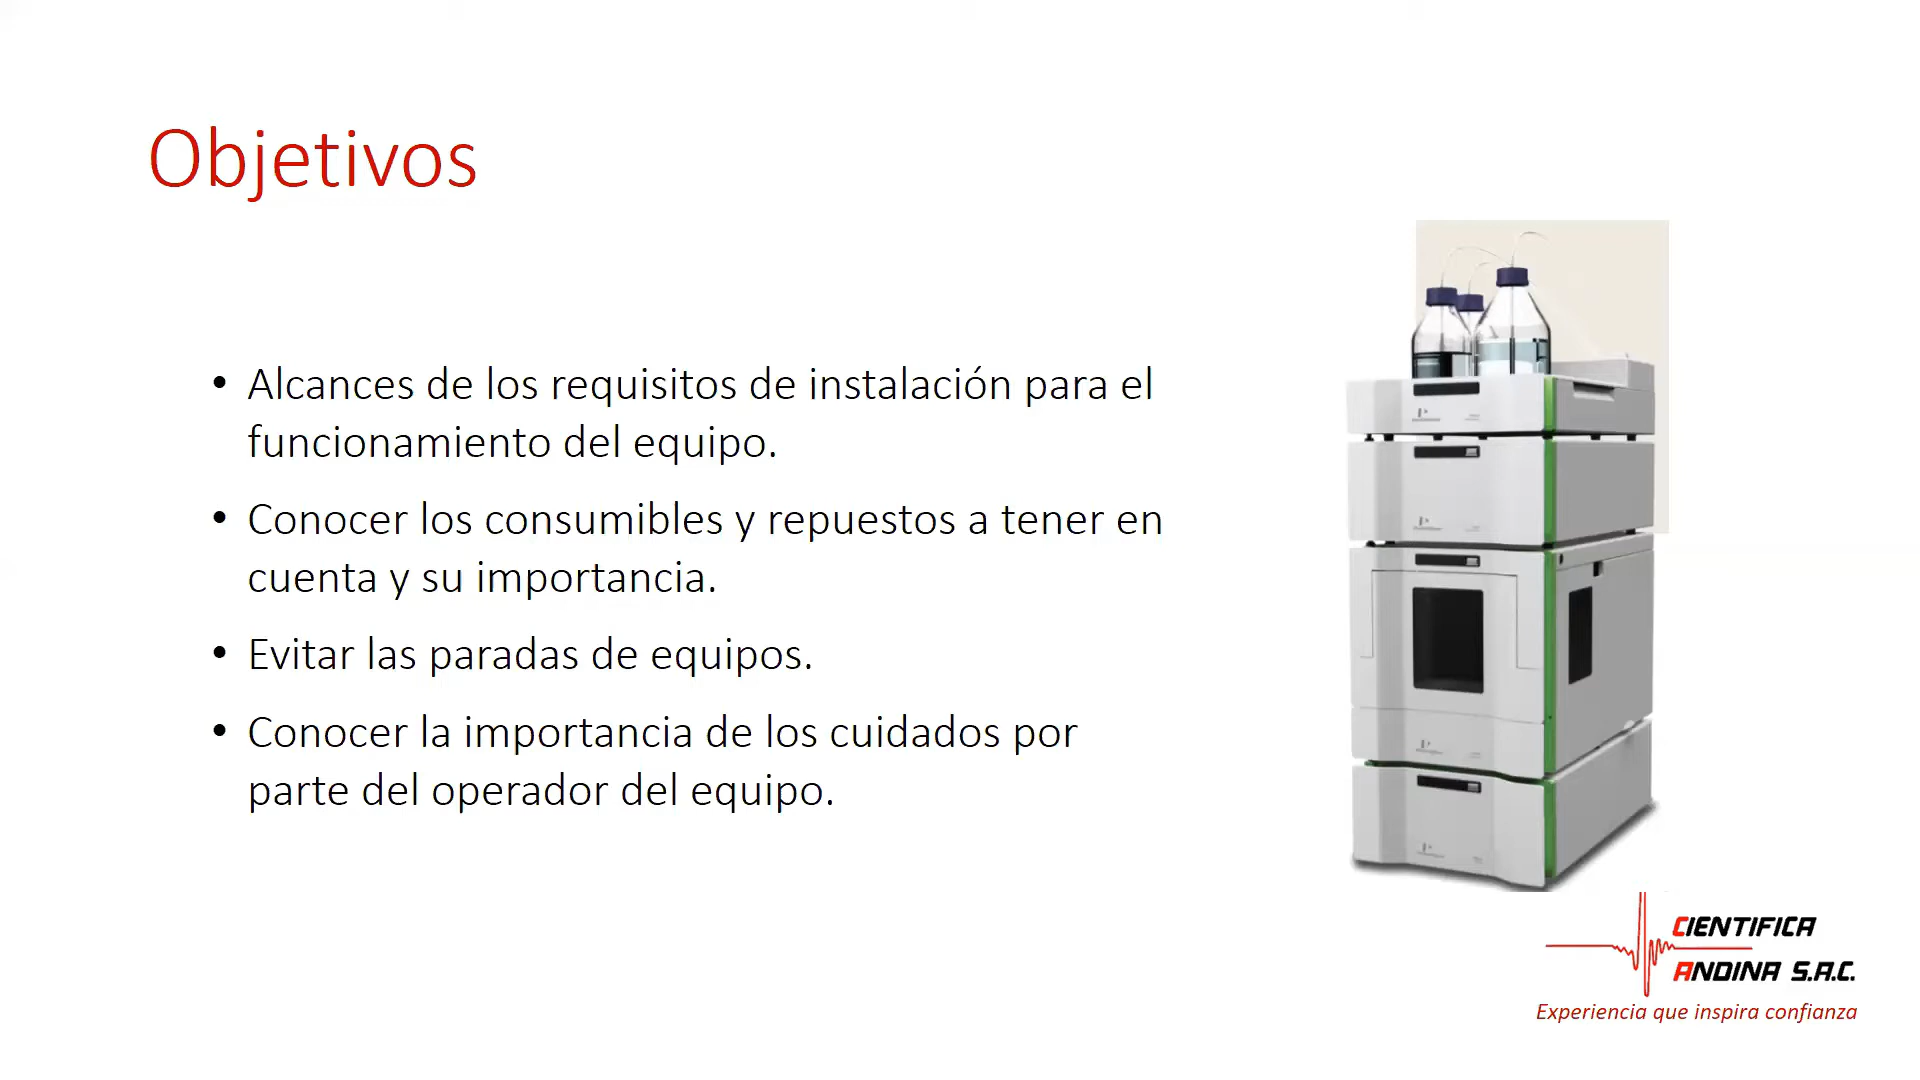 Objetivos
• Alcances de los requisitos de instalación para el
funcionamiento del equipo.
• Conocer los consumibles y repuestos a tener en
cuenta y su importancia.
• Evitar las paradas de equipos.
• Conocer la importancia de los cuidados por
parte del operador del equipo.
CIENTIFICA
ANDINA S.A.C.
Experiencia que inspira confianza